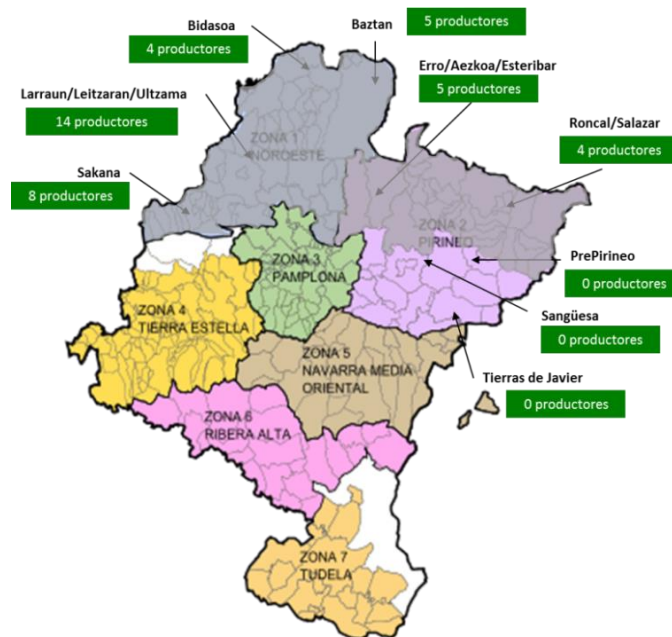 Bidasoa
4 productores
Baztan
5 productores
Erro/Aezkoa/Esteribar
5 productores
Larraun/Leitzaran/Ultzama
14 productores
Roncal/Salazar
4 productores
Sakana
8 productores
ZONA 1
NOROESTE
ZONA 2
PIRINEO
PrePirineo
0 productores
Sangüesa
0 productores
Tierras de Javier
0 productores
ZONA 3
PAMPLONA
ZONA 4
TIERRA ESTELLA
ZONA 5
NAVARRA MEDIA
ORIENTAL
ZONA 6
RIBERA ALTA
ZONA 7
TUDELA